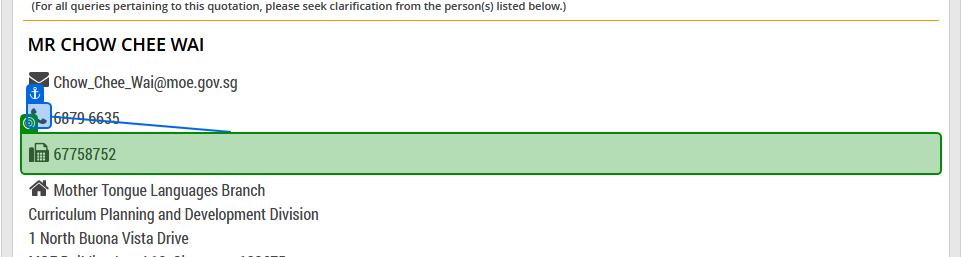 (For all queries pertaining to this quotation, please seek clarification from the person(s) listed below.)
MR CHOW CHEE WAI
Chow_Chee_Wai@moe.gov.sg
6879 6635
67758752
Mother Tongue Languages Branch
Curriculum Planning and Development Division
1 North Buona Vista Drive